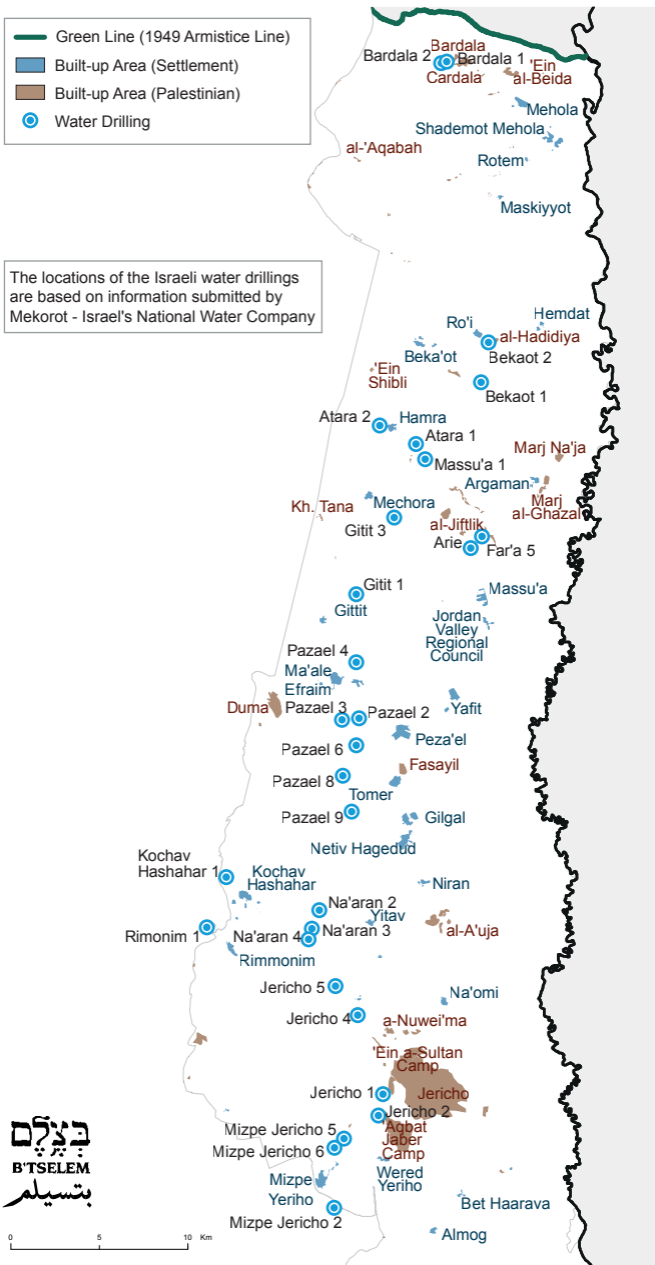 Green Line (1949 Armistice Line)
Built-up Area (Settlement)
Built-up Area (Palestinian)
Water Drilling
The locations of the Israeli water drillings
are based on information submitted by
Mekorot - Israel's National Water Company
Bardala
Bardala 2
Bardala 1
Cardala
'Ein
al-Beida
Mehola
Shademot Mehola
al-'Aqabah
Rotem
Maskiyyot
Ro'i
Hemdat
al-Hadidiya
Beka'ot
Bekaot 2
'Ein
Shibli
Bekaot 1
Atara 2
Hamra
Atara 1
Massu'a 1
Marj Na'ja
Argaman
Marj
al-Ghazal
Kh. Tana
Mechora
Gitit 3
al-Jiftlik
Arie
Far'a 5
Gitit 1
Massu'a
Gittit
Jordan
Valley
Regional
Council
Pazael 4
Ma'ale
Efraim
Duma
Pazael 3
Pazael 2
Yafit
Peza'el
Pazael 6
Fasayil
Pazael 8
Tomer
Pazael 9
Gilgal
Netiv Hagedud
Kochav
Hashahar 1
Kochav
Hashahar
Niran
Na'aran 2
Yitav
Rimonim 1
Na'aran 4
Na'aran 3
al-A'uja
Rimmonim
Jericho 5
Na'omi
Jericho 4
a-Nuwei'ma
'Ein a-Sultan
Camp
Jericho 1
Jericho
Jericho 2
'Aqbat
Jaber
Camp
Mizpe Jericho 5
Mizpe Jericho 6
Wered
Yeriho
Mizpe
Yeriho
Bet Haarava
Mizpe Jericho 2
Almog
בצלם
B'TSELEM
بتسيلم
0 5 10 Km